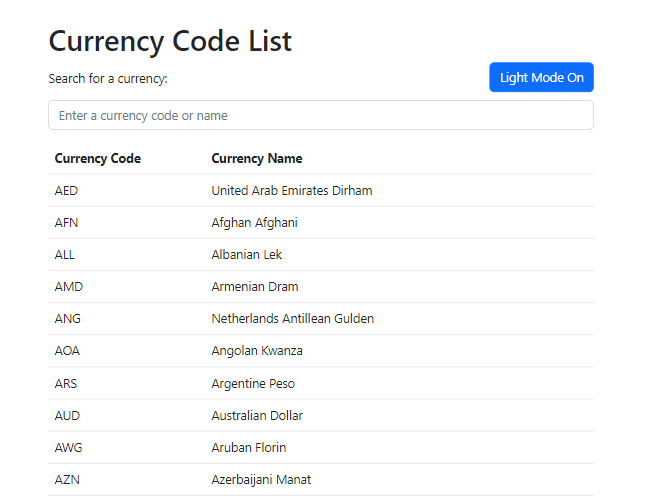 Currency Code List
Search for a currency:
Light Mode On
Enter a currency code or name
Currency Code Currency Name
AED United Arab Emirates Dirham
AFN Afghan Afghani
ALL Albanian Lek
AMD Armenian Dram
ANG Netherlands Antillean Gulden
AOA Angolan Kwanza
ARS Argentine Peso
AUD Australian Dollar
AWG Aruban Florin
AZN Azerbaijani Manat